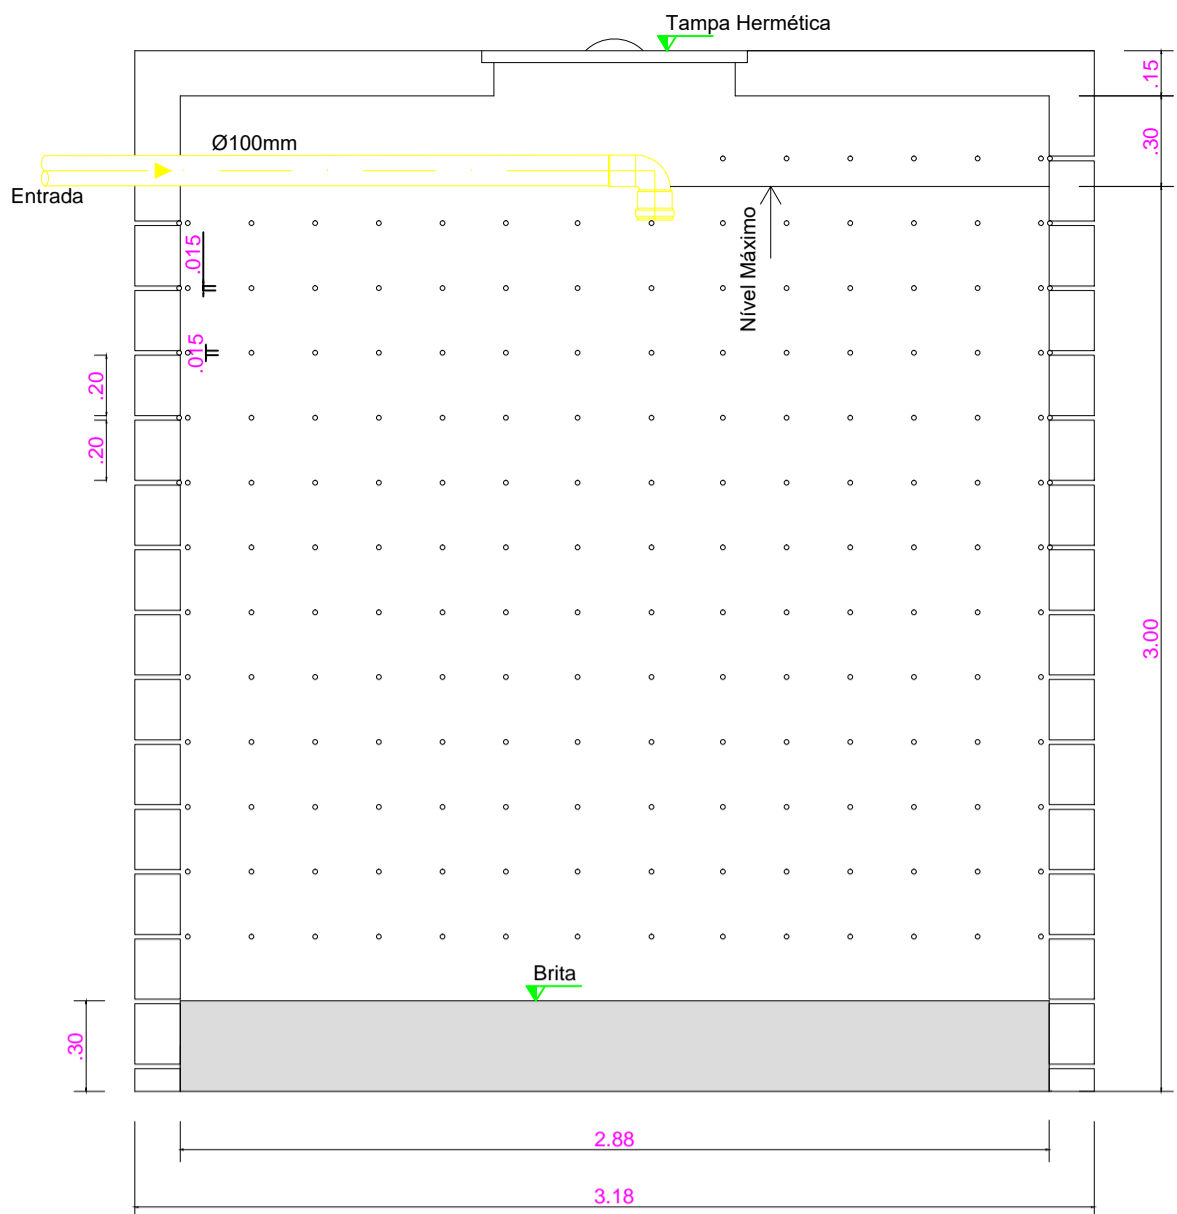 Tampa Hermética
.15
Ø100mm
.30
Entrada
Nível Máximo
.015
.015
.20
.20
3.00
Brita
.30
2.88
3.18